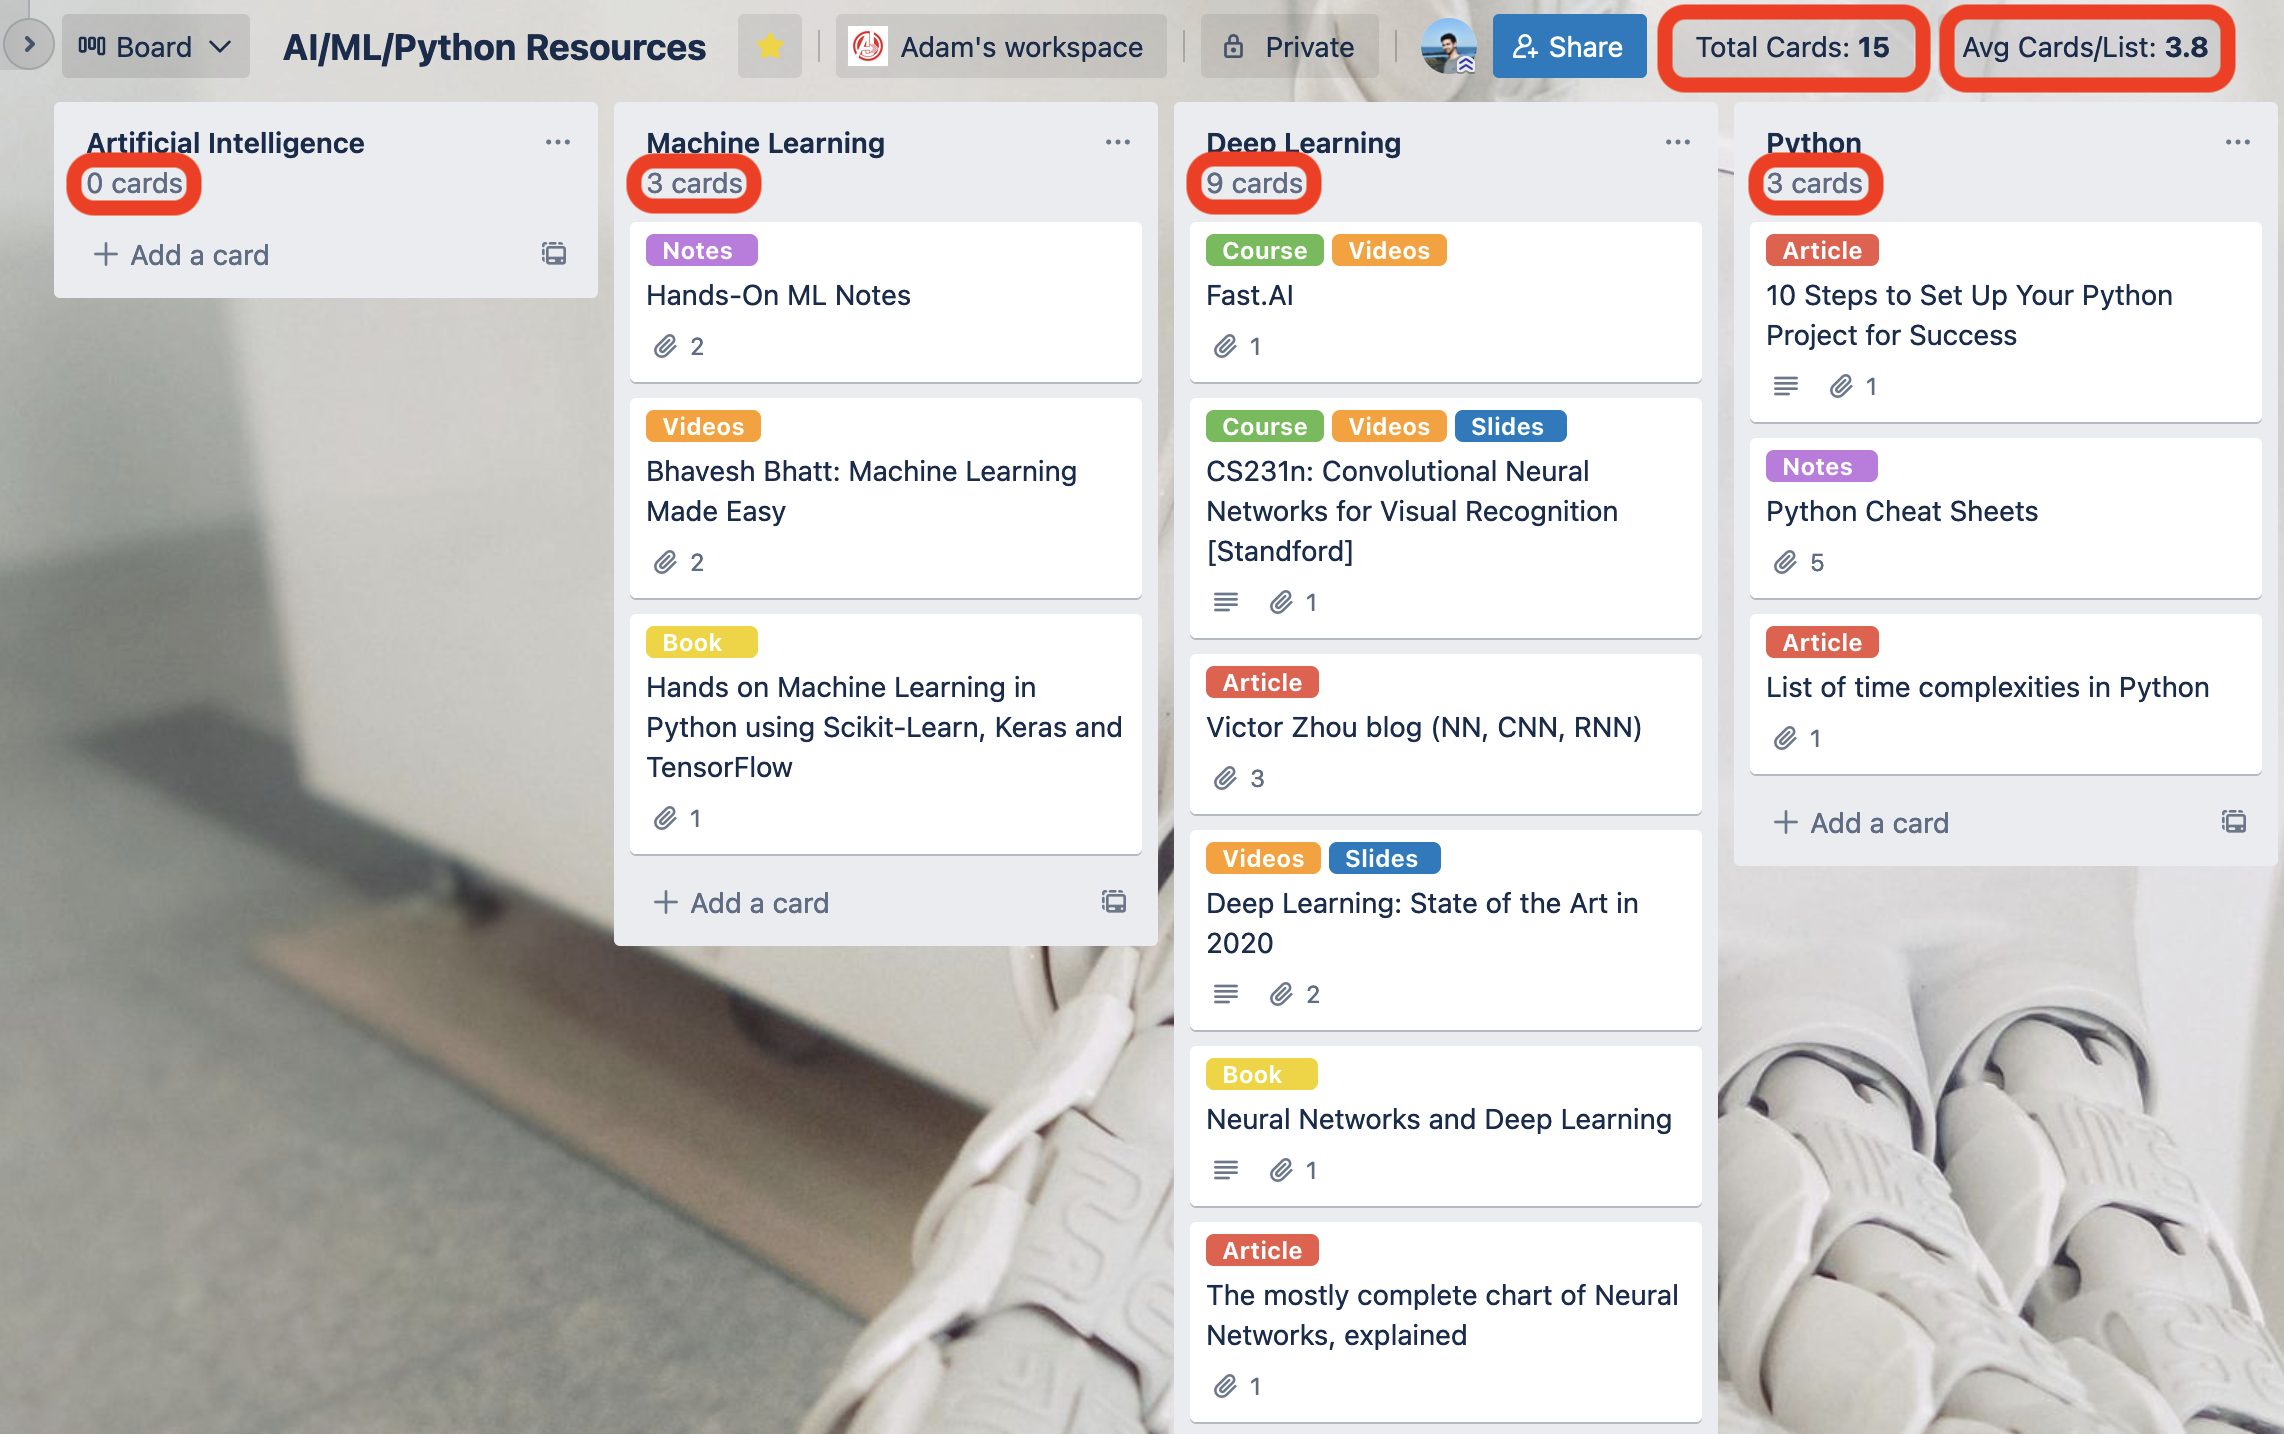 Board
AI/ML/Python Resources
Adam's workspace
Private
Share
Total Cards: 15
Avg Cards/List: 3.8
Artificial Intelligence
0 cards
Add a card
Machine Learning
3 cards
Notes
Hands-On ML Notes
2
Videos
Bhavesh Bhatt: Machine Learning
Made Easy
2
Book
Hands on Machine Learning in
Python using Scikit-Learn, Keras and
TensorFlow
1
Add a card
Deep Learning
9 cards
Course Videos
Fast.AI
1
Course Videos Slides
CS231n: Convolutional Neural
Networks for Visual Recognition
[Standford]
1
Article
Victor Zhou blog (NN, CNN, RNN)
3
Videos Slides
Deep Learning: State of the Art in
2020
2
Book
Neural Networks and Deep Learning
1
Article
The mostly complete chart of Neural
Networks, explained
1
Python
3 cards
Article
10 Steps to Set Up Your Python
Project for Success
1
Notes
Python Cheat Sheets
5
Article
List of time complexities in Python
1
Add a card